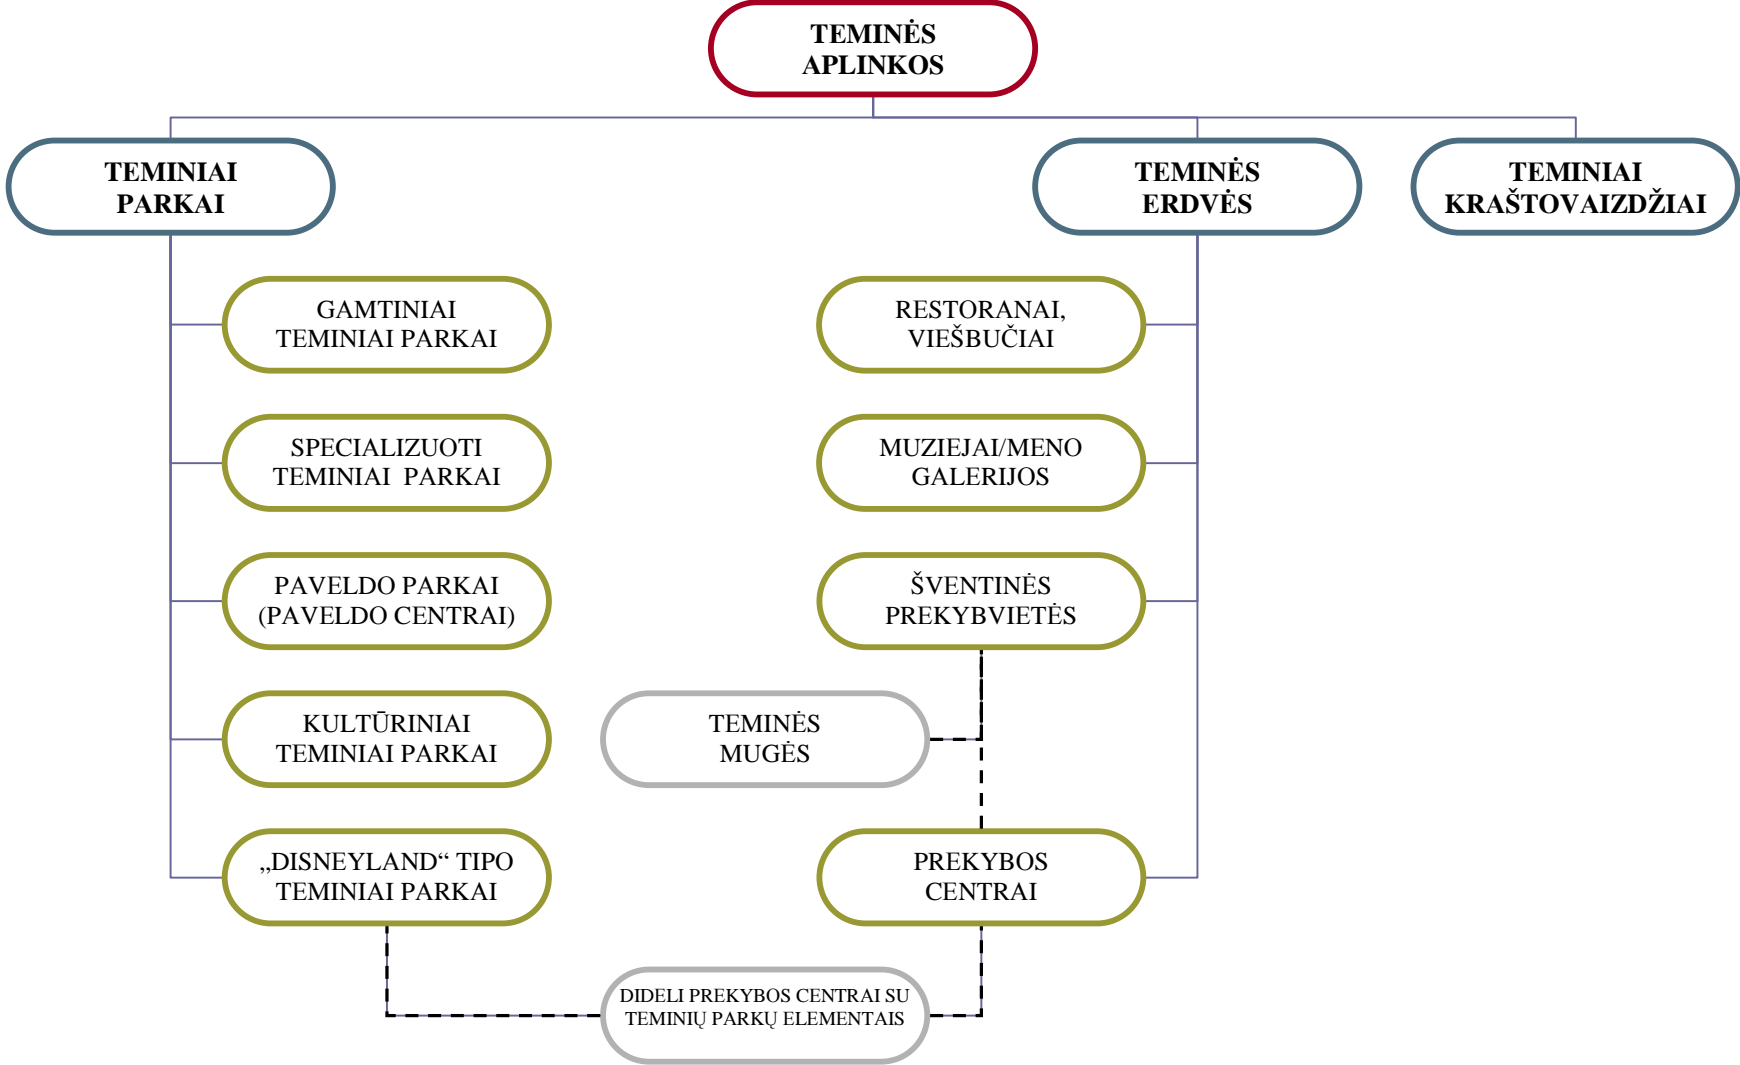 TEMINĖS
APLINKOS
TEMINIAI
PARKAI
TEMINĖS
ERDVĖS
TEMINIAI
KRAŠTOVAIZDŽIAI
GAMTINIAI
TEMINIAI PARKAI
RESTORANAI,
VIEŠBUČIAI
SPECIALIZUOTI
TEMINIAI PARKAI
MUZIEJAI/MENO
GALERIJOS
PAVELDO PARKAI
(PAVELDO CENTRAI)
ŠVENTINĖS
PREKYBVIETĖS
KULTŪRINIAI
TEMINIAI PARKAI
TEMINĖS
MUGĖS
„DISNEYLAND“ TIPO
TEMINIAI PARKAI
PREKYBOS
CENTRAI
DIDELI PREKYBOS CENTRAI SU
TEMINIŲ PARKŲ ELEMENTAIS